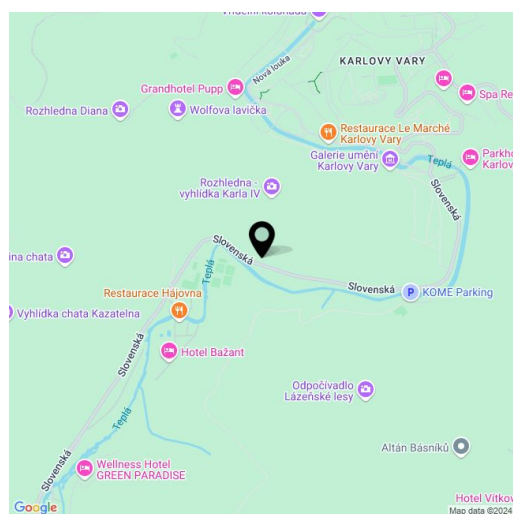 Vřídelní kolonáda
Nová louka
KARLOVY VARY
Grandhotel Pupp
Spa Re
Rozhledna Diana
Wolfova lavička
Restaurace Le Marché
Karlovy Vary
Galerie umění
Karlovy Vary
Teplá
Parkho
Karlov
Rozhledna -
vyhlídka Karla IV
Slovenská
Slovenská
ina chata
Teplá
Restaurace Hájovna
Slovenská
KOME Parking
P
Vyhlídka chata Kazatelna
Slovenská
Hotel Bažant
Odpočívadlo
Lázeňské lesy
Teplá
Altán Básníků
Wellness Hotel
GREEN PARADISE
Hotel Vítkov
Google
Map data ©2024